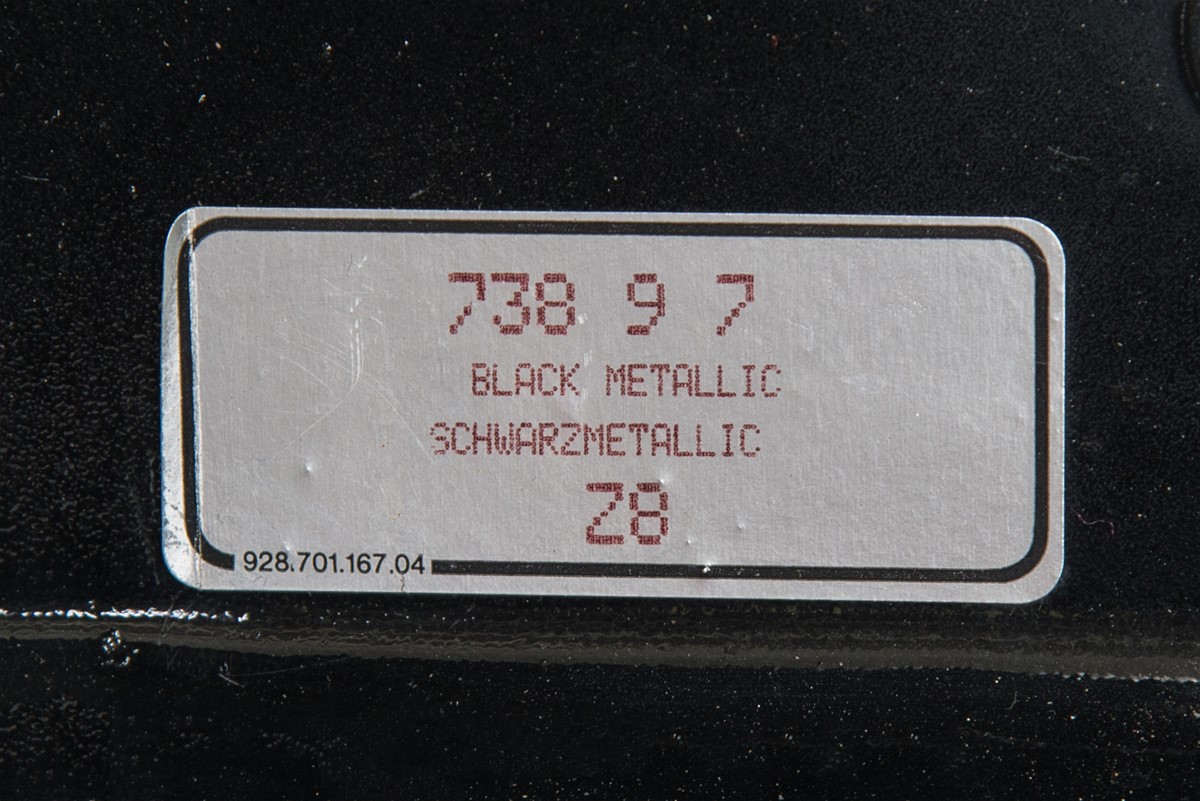 738 9 7
BLACK METALLIC
SCHWARZMETALLIC
Z8
928.701.167.04